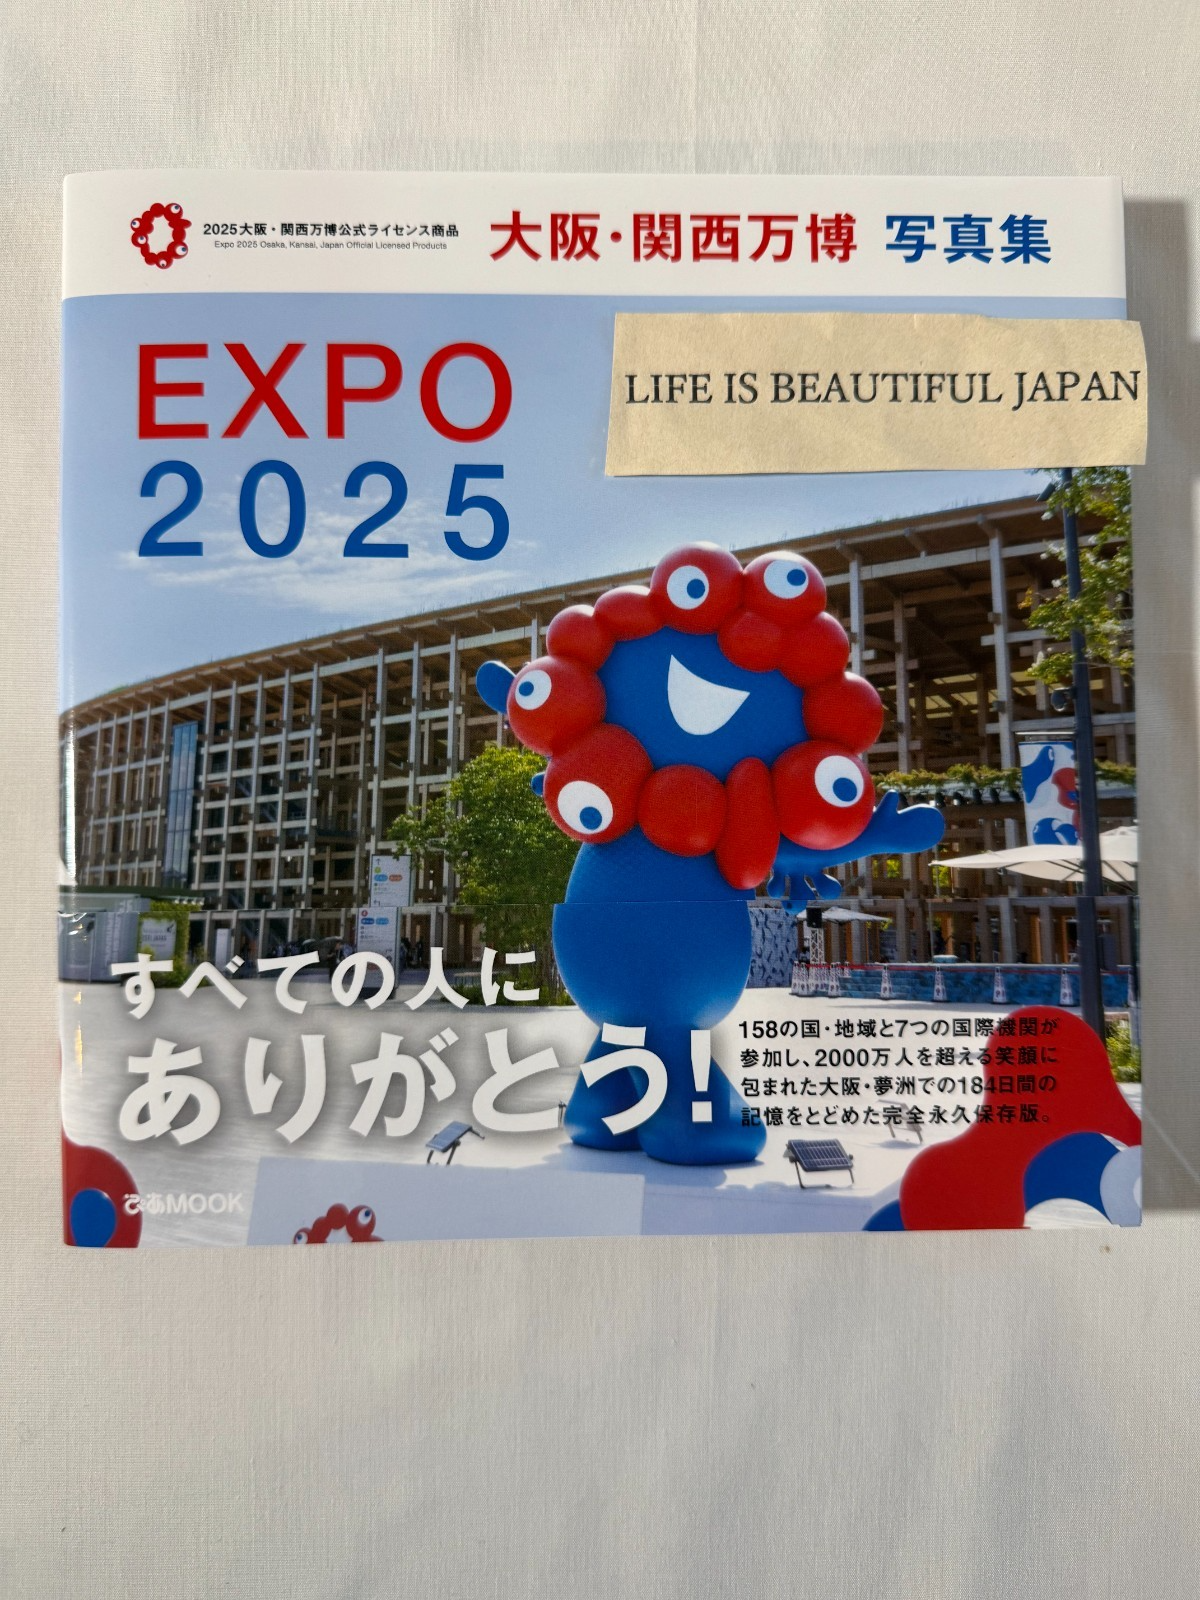 2025大阪・関西万博公式ライセンス商品
Expo 2025 Osaka, Kansai, Japan Official Licensed Products
大阪・関西万博 写真集
EXPO
2025
LIFE IS BEAUTIFUL JAPAN
すべての人に
ありがとう!
158の国・地域と7つの国際機関が
参加し、2000万人を超える笑顔に
包まれた大阪・夢洲での184日間の
記憶をとどめた完全永久保存版。
ぴあMOOK